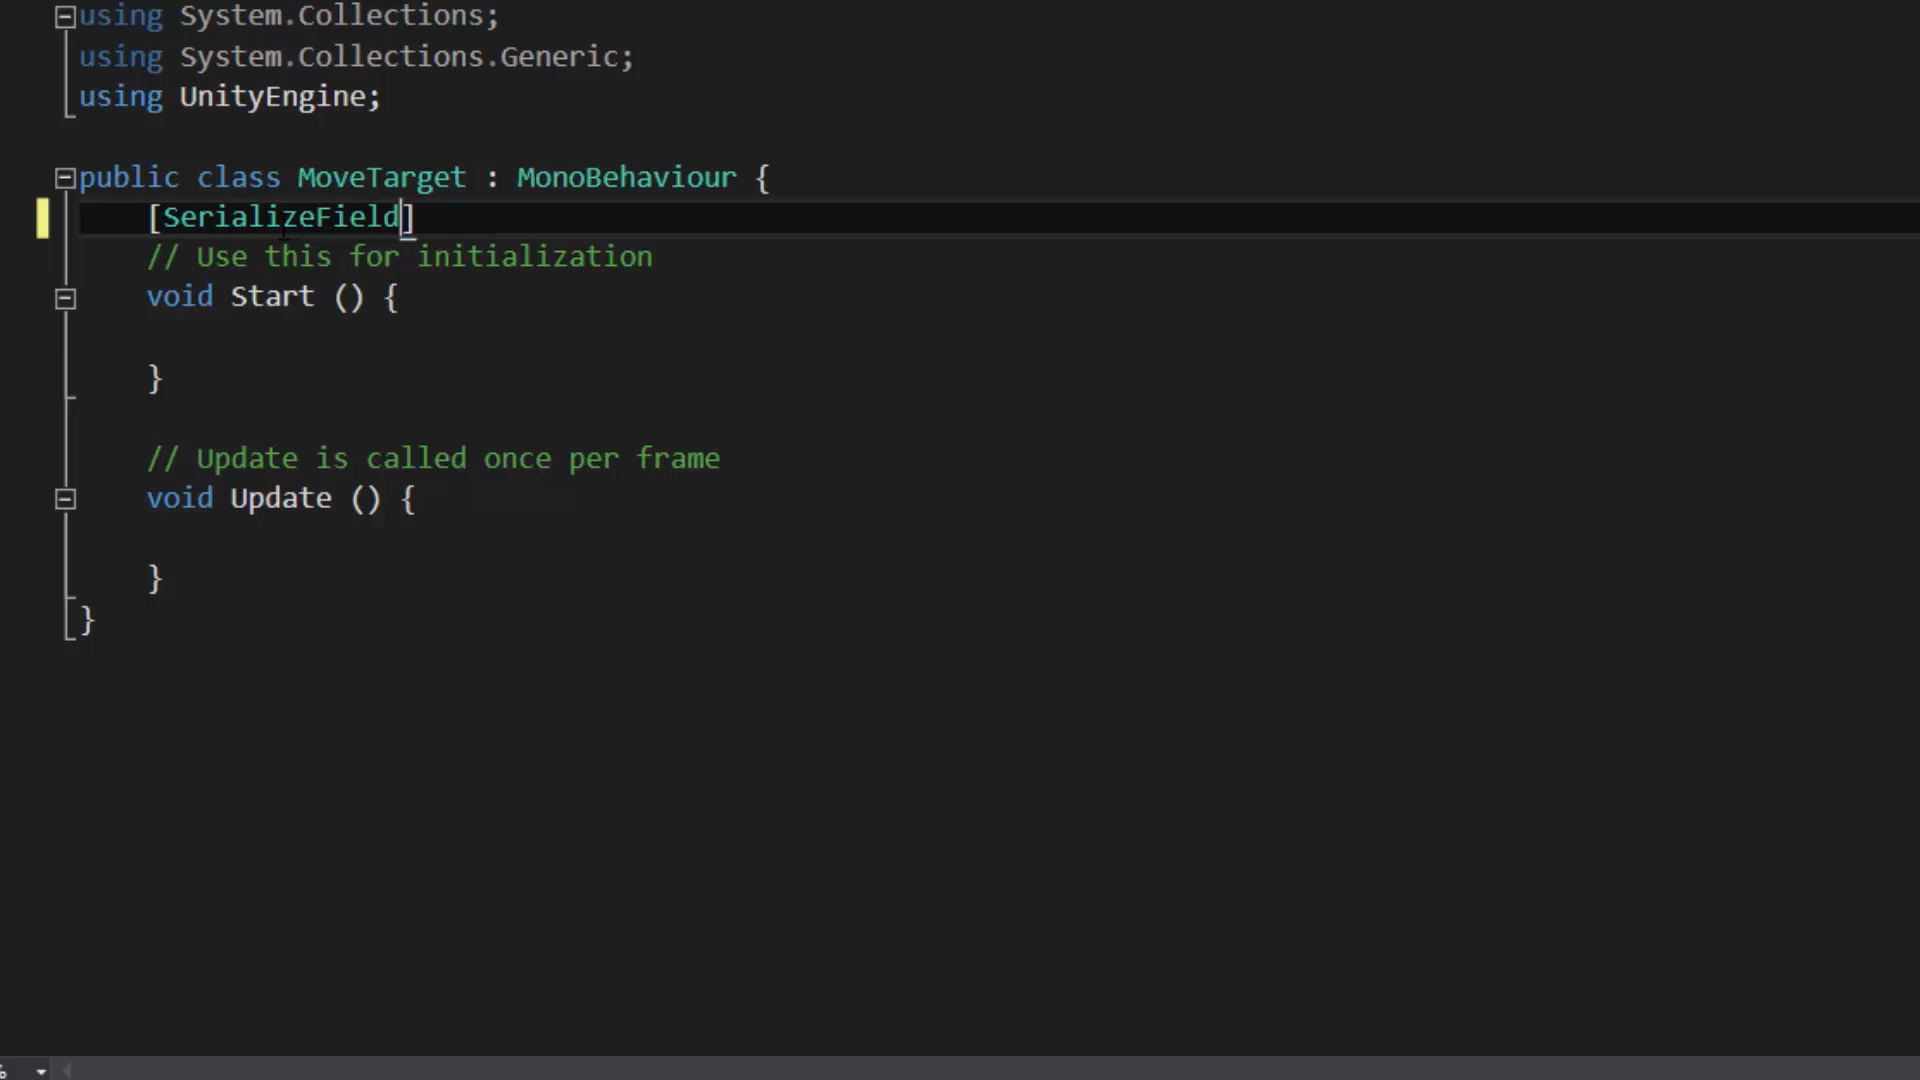 using System.Collections;
using System.Collections.Generic;
using UnityEngine;
public class MoveTarget : MonoBehaviour {
[SerializeField]
// Use this for initialization
void Start () {
}
// Update is called once per frame
void Update () {
}
}